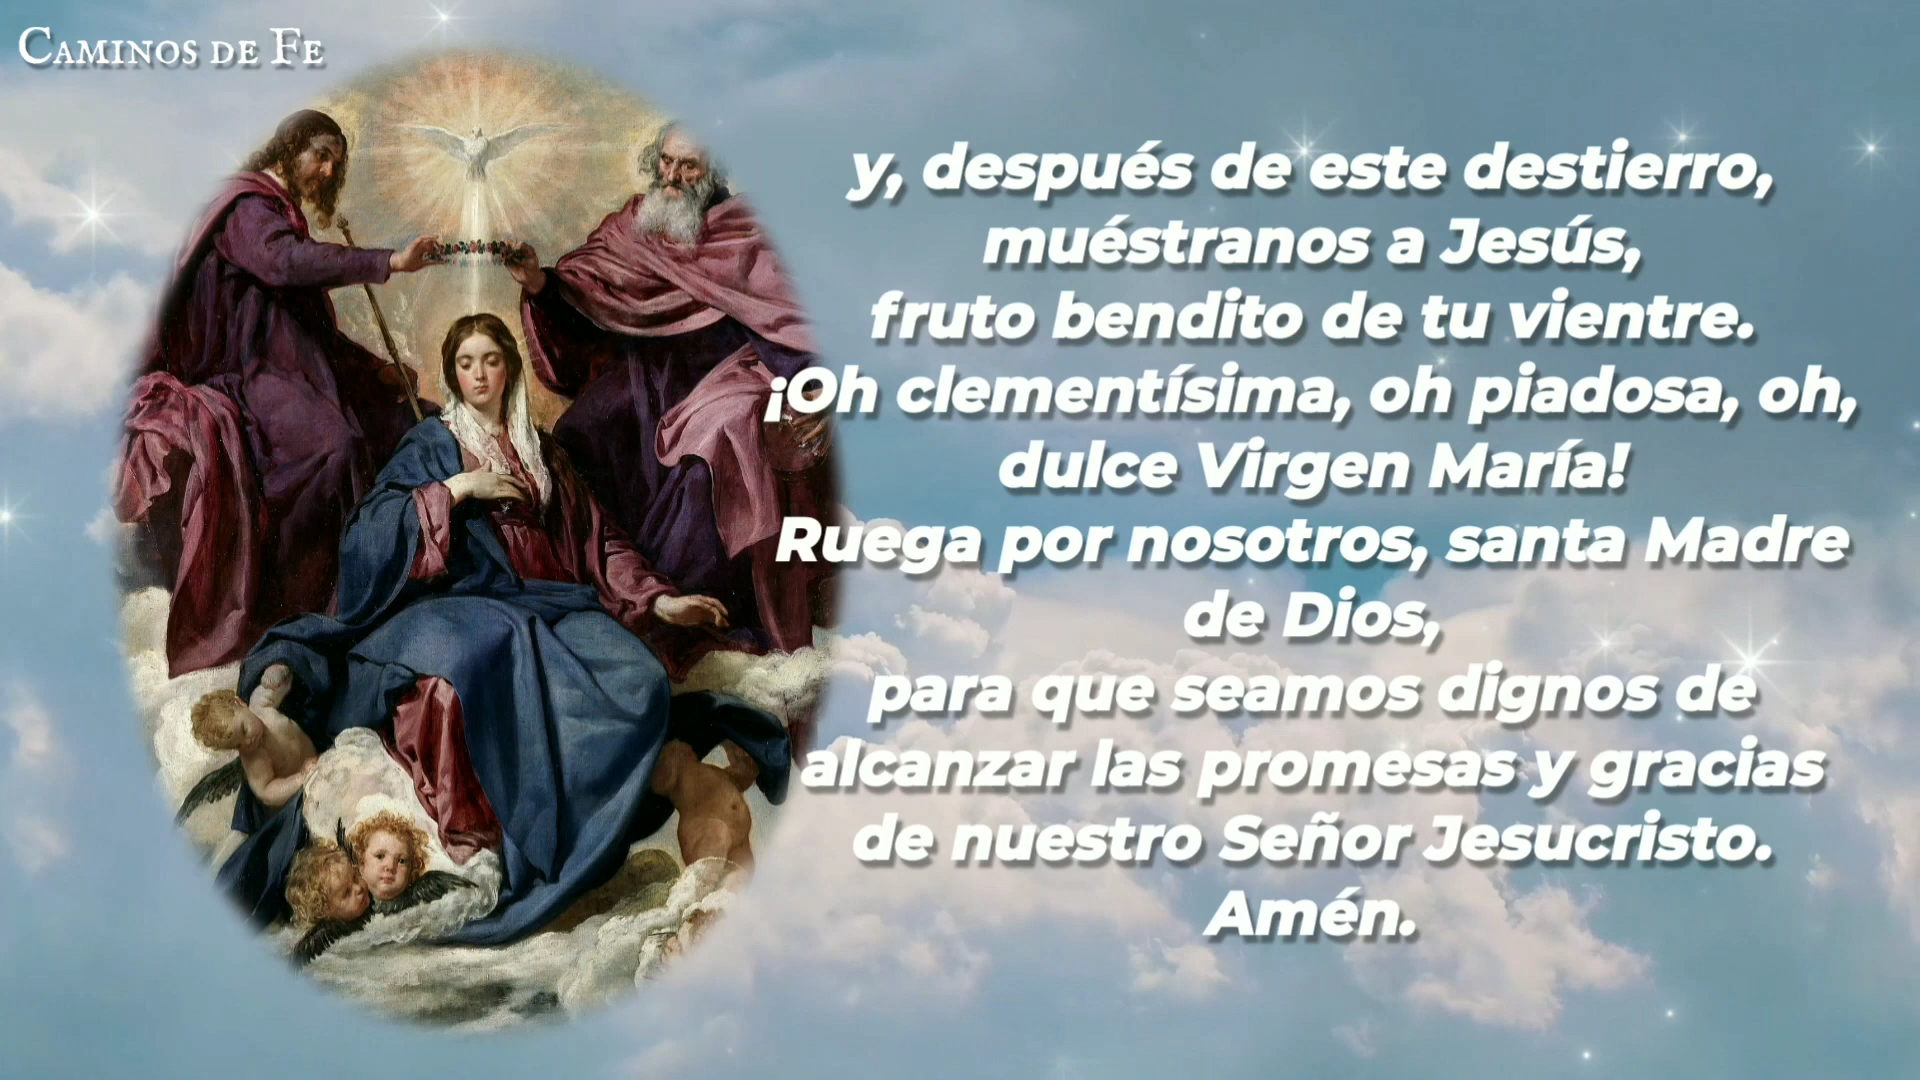 Caminos de Fe
y, después de este destierro,
muéstranos a Jesús,
fruto bendito de tu vientre.
¡Oh clementísima, oh piadosa, oh,
dulce Virgen María!
Ruega por nosotros, santa Madre
de Dios,
para que seamos dignos de
alcanzar las promesas y gracias
de nuestro Señor Jesucristo.
Amén.